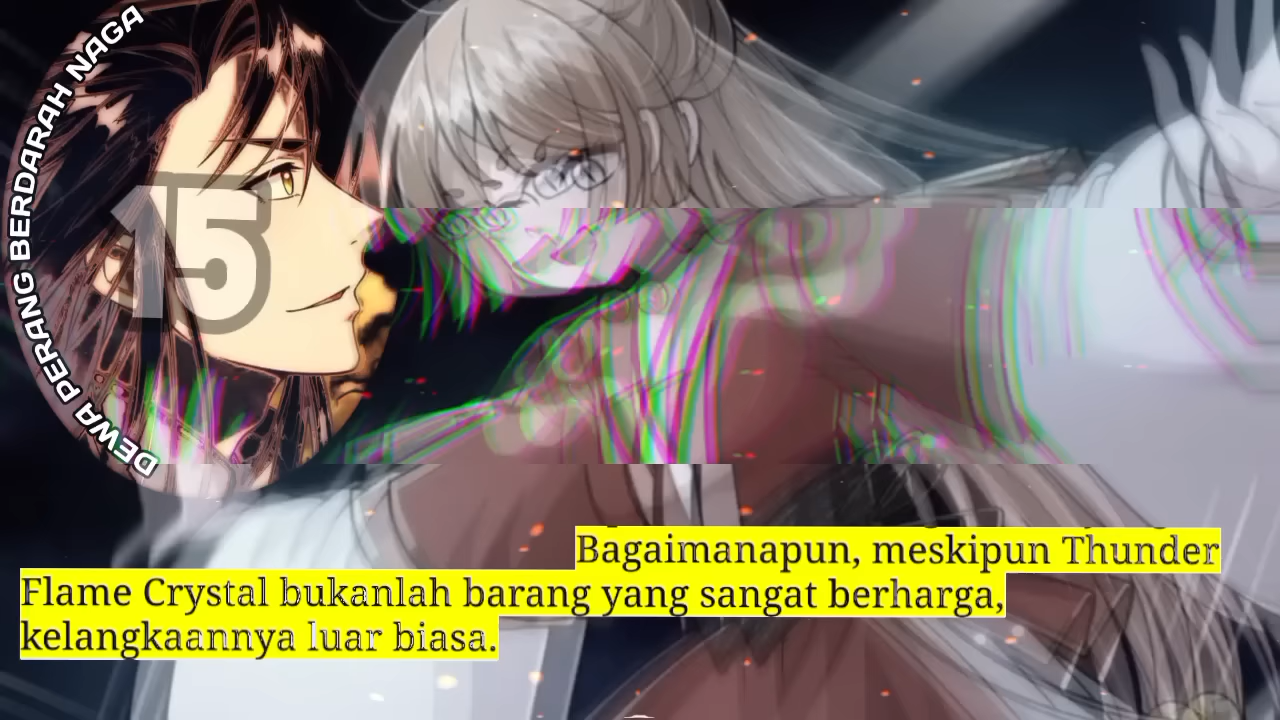 DEWA PERANG BERDARAH NAGA
15
Bagaimanapun, meskipun Thunder
Flame Crystal bukanlah barang yang sangat berharga,
kelangkaannya luar biasa.